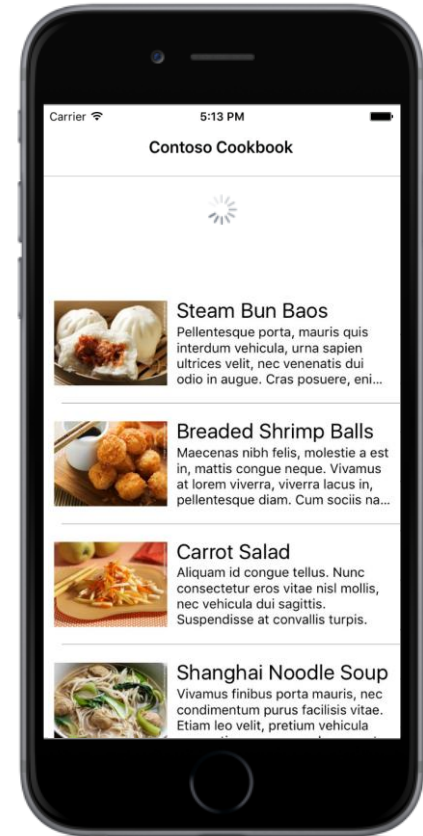 Carrier 5:13 PM
Contoso Cookbook
Steam Bun Baos
Pellentesque porta, mauris quis
interdum vehicula, urna sapien
ultrices velit, nec venenatis dui
odio in augue. Cras posuere, eni...
Breaded Shrimp Balls
Maecenas nibh felis, molestie a est
in, mattis congue neque. Vivamus
at lorem viverra, viverra lacus in,
pellentesque diam. Cum sociis na...
Carrot Salad
Aliquam id congue tellus. Nunc
consectetur eros vitae nisl mollis,
nec vehicula dui sagittis.
Suspendisse at convallis turpis.
Shanghai Noodle Soup
Vivamus finibus porta mauris, nec
condimentum purus facilisis vitae.
Etiam leo velit, pretium vehicula